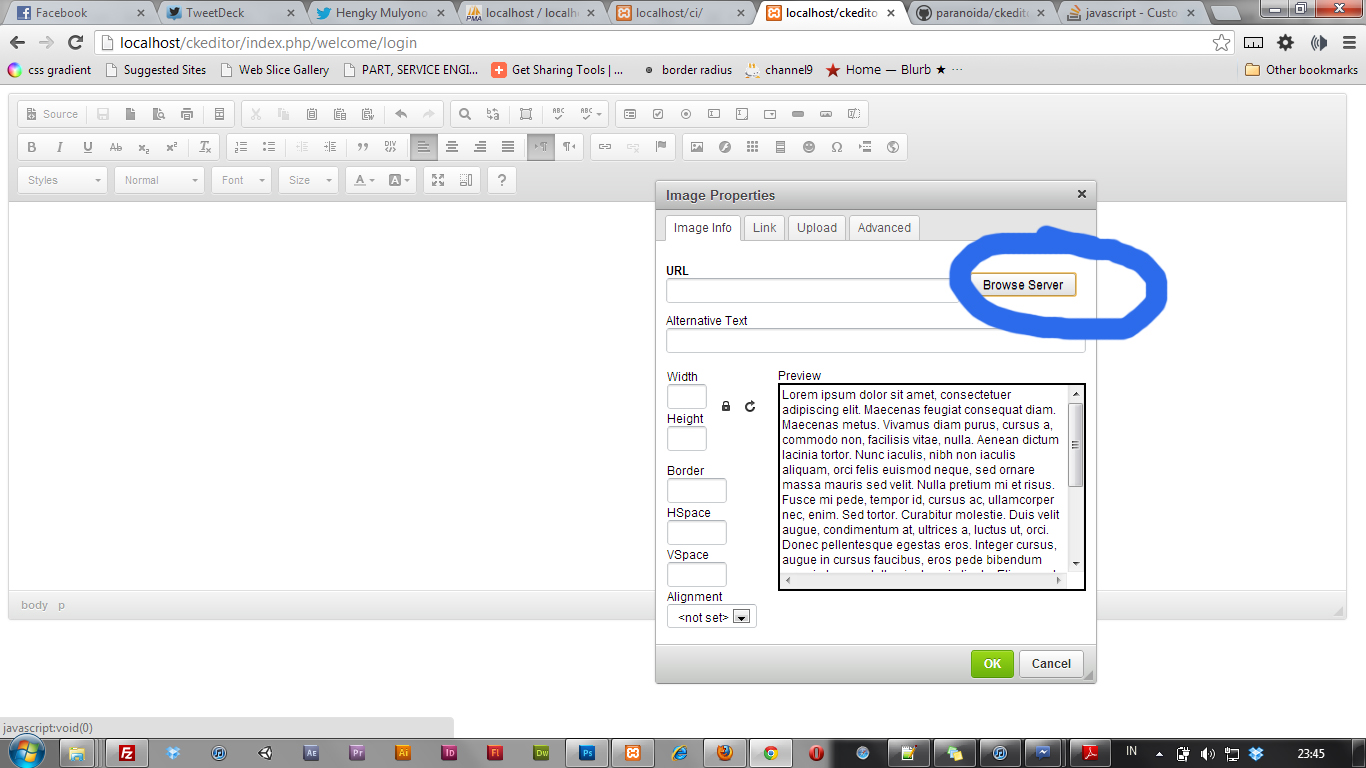 Facebook
TweetDeck
Hengky Mulyono
localhost / localh
localhost/ci/
localhost/ckedito
paranoida/ckedit
javascript - Custo
localhost/ckeditor/index.php/welcome/login
css gradient
Suggested Sites
Web Slice Gallery
PART, SERVICE ENGI...
Get Sharing Tools | ...
border radius
channel9
Home — Blurb ★ ...
Other bookmarks
Source
B I U
Styles
Normal
Font
Size
A
A
?
Image Properties
Image Info
Link
Upload
Advanced
URL
Browse Server
Alternative Text
Width
Preview
Height
Border
HSpace
VSpace
Alignment
<not set>
Lorem ipsum dolor sit amet, consectetuer
adipiscing elit. Maecenas feugiat consequat diam.
Maecenas metus. Vivamus diam purus, cursus a,
commodo non, facilisis vitae, nulla. Aenean dictum
lacinia tortor. Nunc iaculis, nibh non iaculis
aliquam, orci felis euismod neque, sed ornare
massa mauris sed velit. Nulla pretium mi et risus.
Fusce mi pede, tempor id, cursus ac, ullamcorper
nec, enim. Sed tortor. Curabitur molestie. Duis velit
augue, condimentum at, ultrices a, luctus ut, orci.
Donec pellentesque egestas eros. Integer cursus,
augue in cursus faucibus, eros pede bibendum
OK
Cancel
body p
javascript:void(0)
IN
23:45